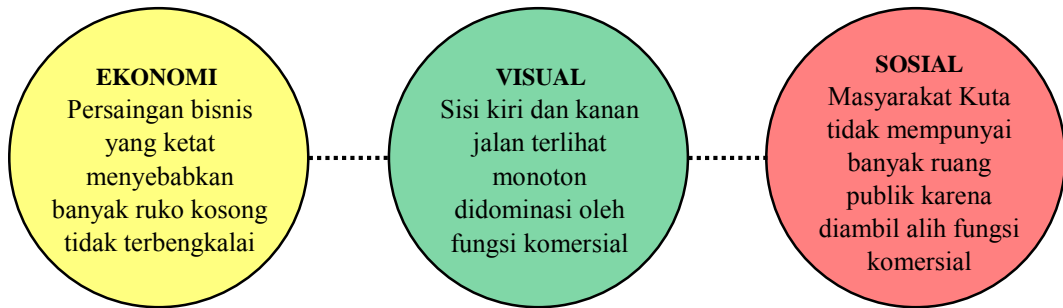 EKONOMI
Persaingan bisnis
yang ketat
menyebabkan
banyak ruko kosong
tidak terbengkalai
VISUAL
Sisi kiri dan kanan
jalan terlihat
monoton
didominasi oleh
fungsi komersial
SOSIAL
Masyarakat Kuta
tidak mempunyai
banyak ruang
publik karena
diambil alih fungsi
komersial